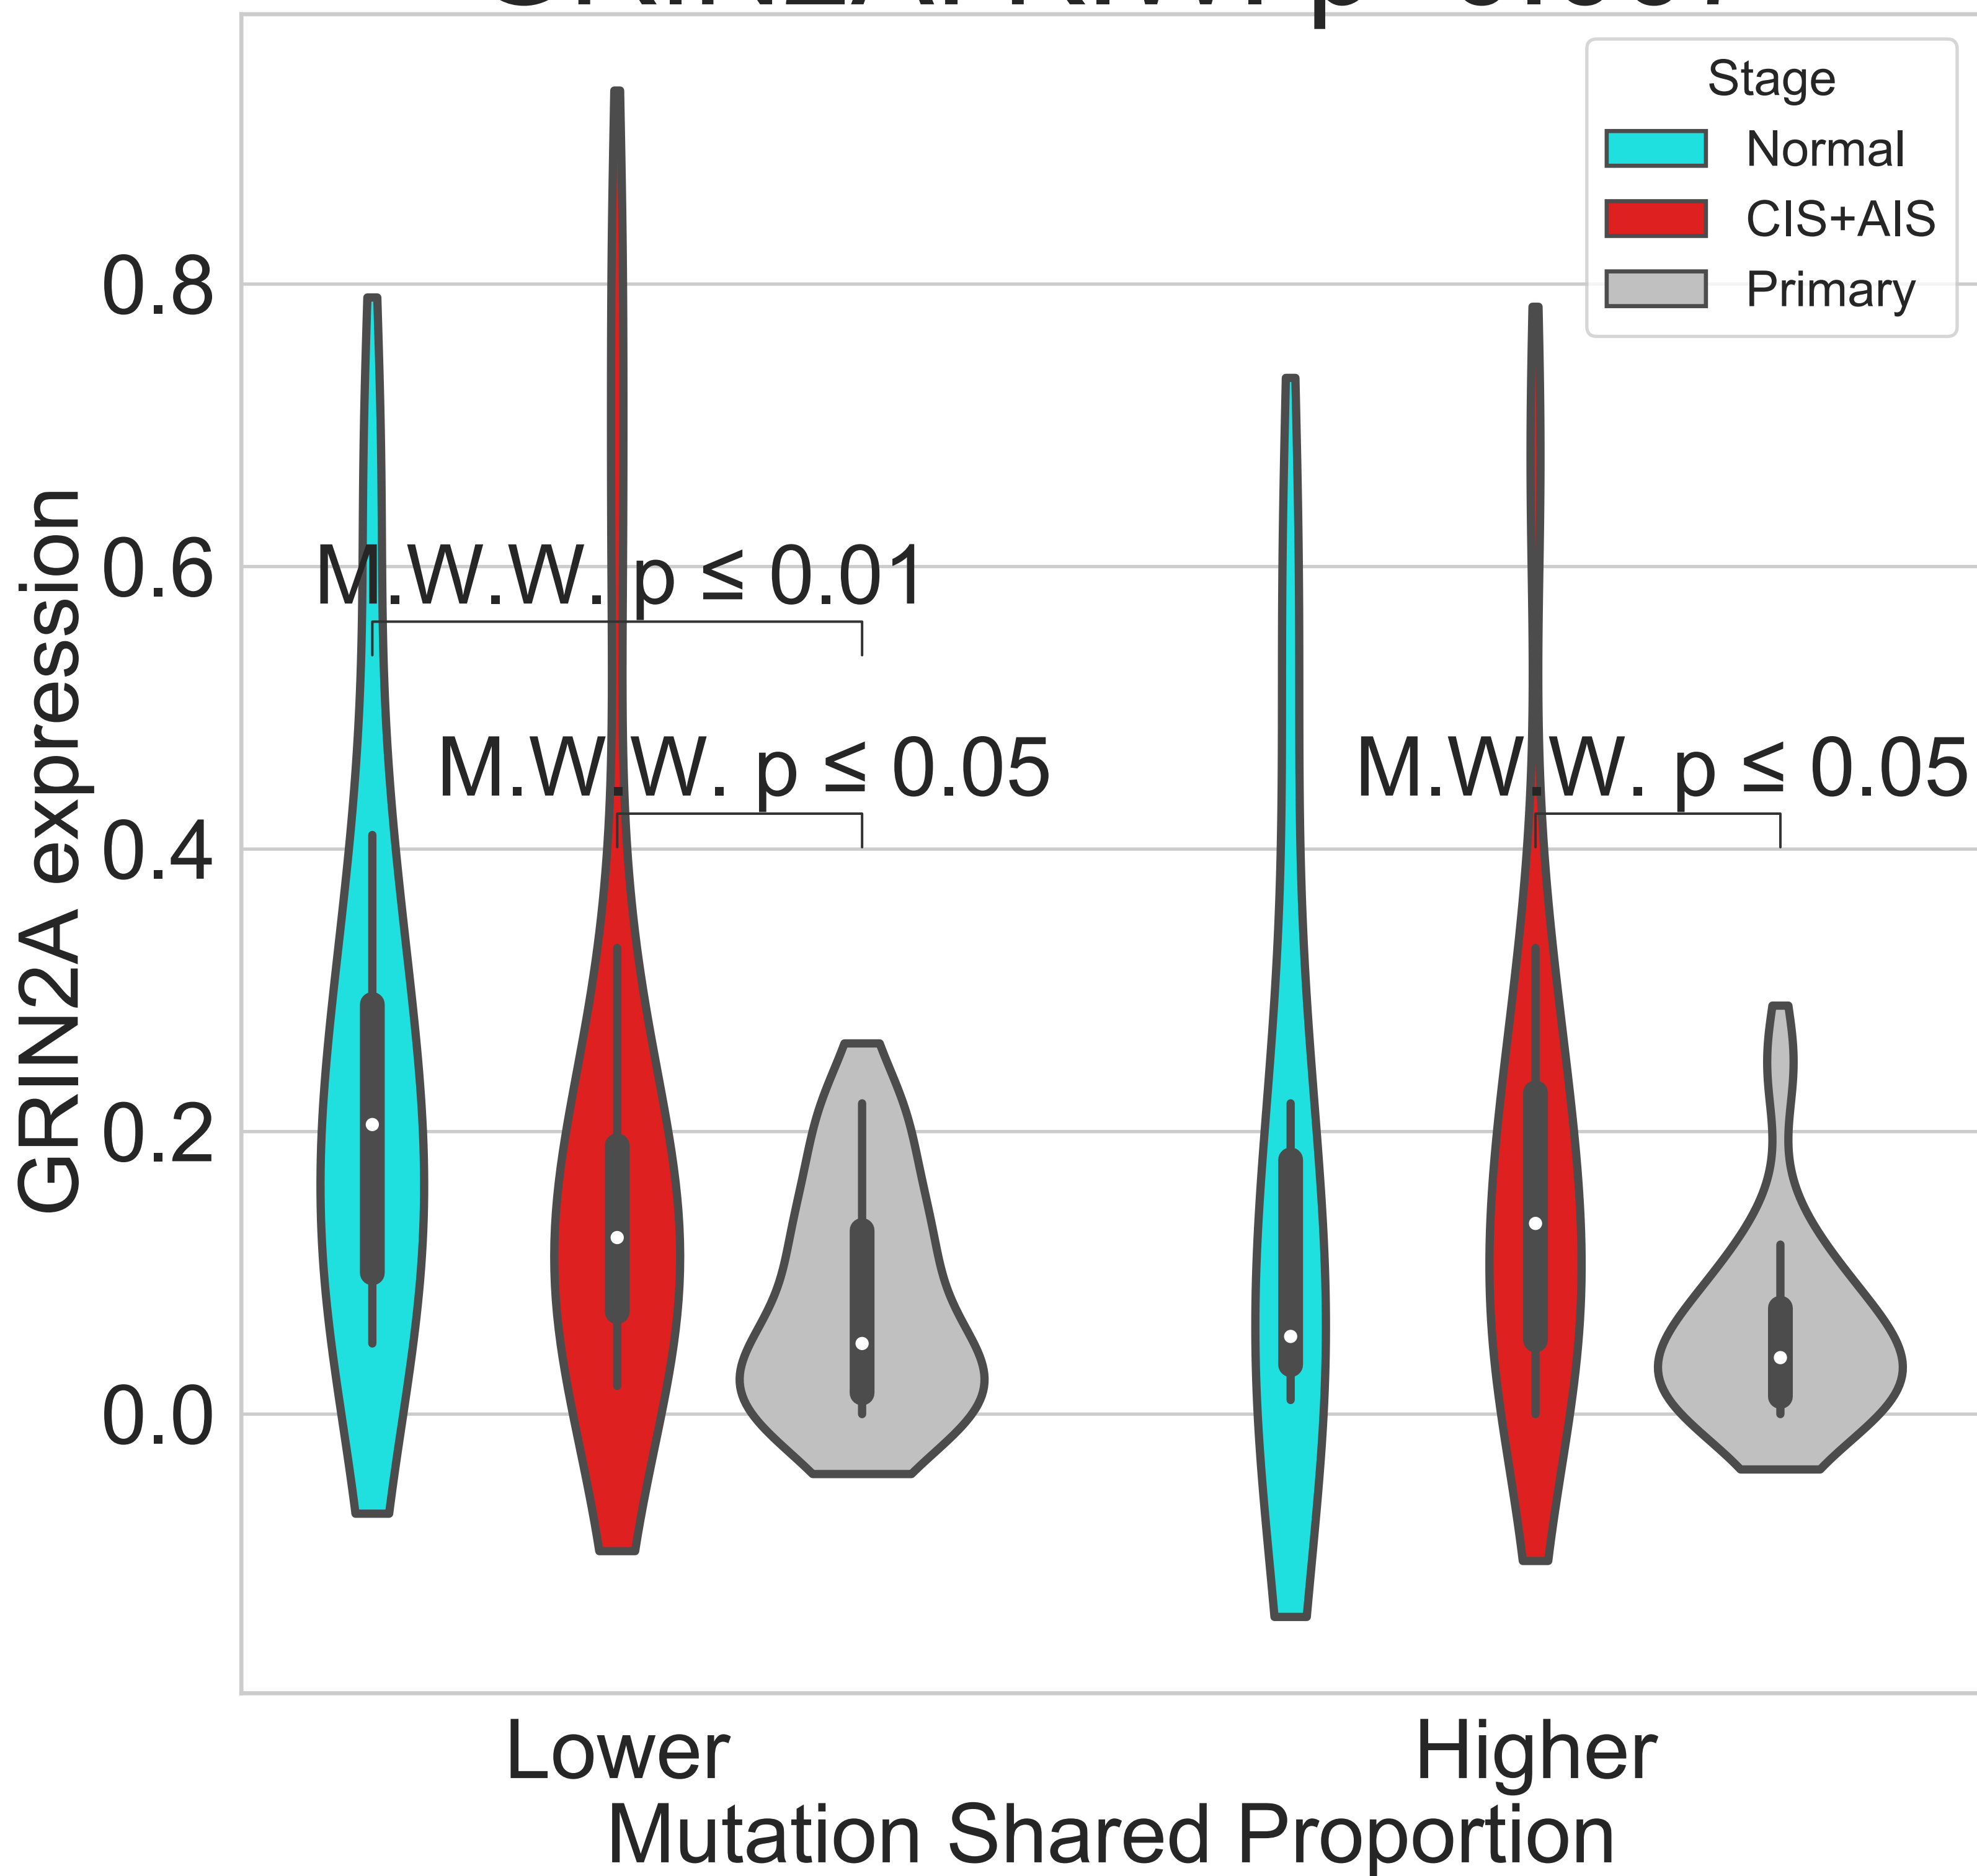 Stage
Normal
CIS+AIS
Primary
0.8
0.6
0.4
0.2
0.0
GRIN2A expression
M.W.W. p ≤ 0.01
M.W.W. p ≤ 0.05
M.W.W. p ≤ 0.05
Lower
Higher
Mutation Shared Proportion